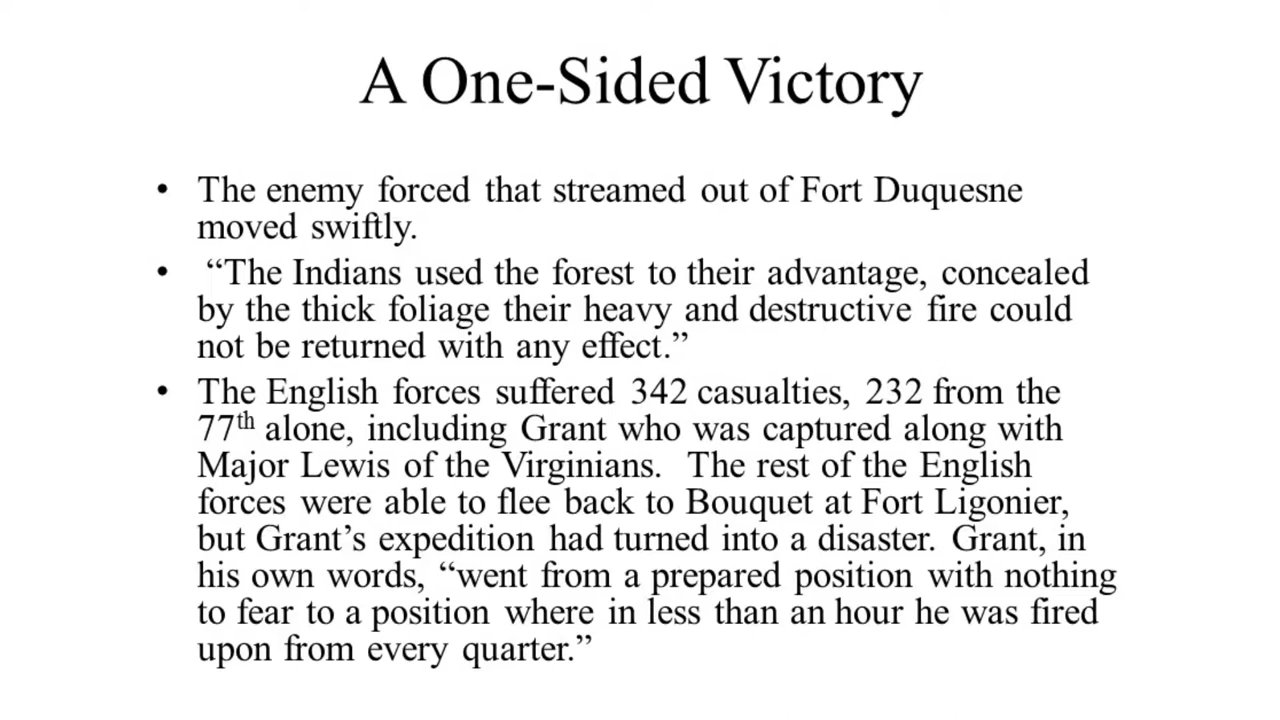 A One-Sided Victory
• The enemy forced that streamed out of Fort Duquesne
moved swiftly.
• “The Indians used the forest to their advantage, concealed
by the thick foliage their heavy and destructive fire could
not be returned with any effect.”
• The English forces suffered 342 casualties, 232 from the
77th alone, including Grant who was captured along with
Major Lewis of the Virginians. The rest of the English
forces were able to flee back to Bouquet at Fort Ligonier,
but Grant’s expedition had turned into a disaster. Grant, in
his own words, “went from a prepared position with nothing
to fear to a position where in less than an hour he was fired
upon from every quarter.”